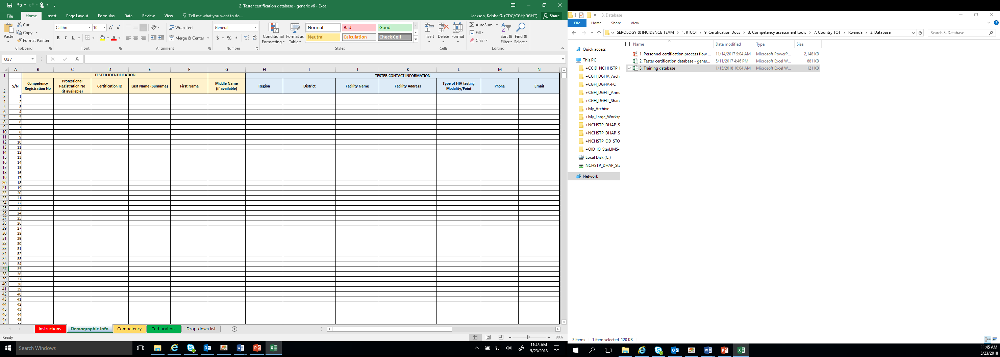 2. Tester certification database - generic v6 - Excel
File Home Insert Page Layout Formulas Data Review View Tell me what you want to do... Jackson, Keisha G. (CDC/CGH/DGHT) Share
Paste
Cut
Copy
Format Painter
Clipboard
Calibri 10
B I U
Font
Wrap Text
Merge & Center
Alignment
General
$ % ,
Number
Conditional Formatting
Format as Table
Normal Bad Good
Neutral Calculation Check Cell
Styles
Insert Delete Format
Cells
AutoSum
Fill
Clear
Sort & Filter
Find & Select
Editing
U37 fx
A B C D E F G H I J K L M N
1 TESTER IDENTIFICATION TESTER CONTACT INFORMATION
2 S/N Competency Registration No Professional Registration No (if available) Certification ID Last Name (Surname) First Name Middle Name (if available) Region District Facility Name Facility Address Type of HIV testing Modality/Point Phone Email
3 1
4 2
5 3
6 4
7 5
8 6
9 7
10 8
11 9
12 10
13 11
14 12
15 13
16 14
17 15
18 16
19 17
20 18
21 19
22 20
23 21
24 22
25 23
26 24
27 25
28 26
29 27
30 28
31 29
32 30
33 31
34 32
35 33
36 34
37 35
38 36
39 37
40 38
41 39
42 40
43 41
44 42
45 43
46 44
47 45
Instructions Demographic Info Competency Certification Drop down list
Ready 90%
Search Windows
11:45 AM
5/23/2018
3. Database
File Home Share View
« SEROLOGY & INCIDENCE TEAM › 1. RTCQI › 9. Certification Docs › 3. Competency assessment tools › 7. Country TOT › Rwanda › 3. Database
Search 3. Database
Name Date modified Type Size
1. Personnel certification process flow ... 11/14/2017 9:04 AM Microsoft PowerP... 2,148 KB
2. Tester certification database - gener... 5/11/2017 4:46 PM Microsoft Excel W... 881 KB
3. Training database 1/15/2018 10:04 AM Microsoft Excel W... 121 KB
Quick access
This PC
+CCID_NCHHSTP_D
+CGH_DGHA_Archi
+CGH_DGHA-FC
+CGH_DGHT_Annu
+CGH_DGHT_Share
+My_Archive
+My_Large_Worksp
+NCHSTP_DHAP_S
+NCHSTP_DHAP_S
+NCHSTP_OD_STO
+OID_IO_StarLIMS-
Local Disk (C:)
NCHSTP_DHAP_Sto
Network
3 items 1 item selected 120 KB
11:45 AM
5/23/2018